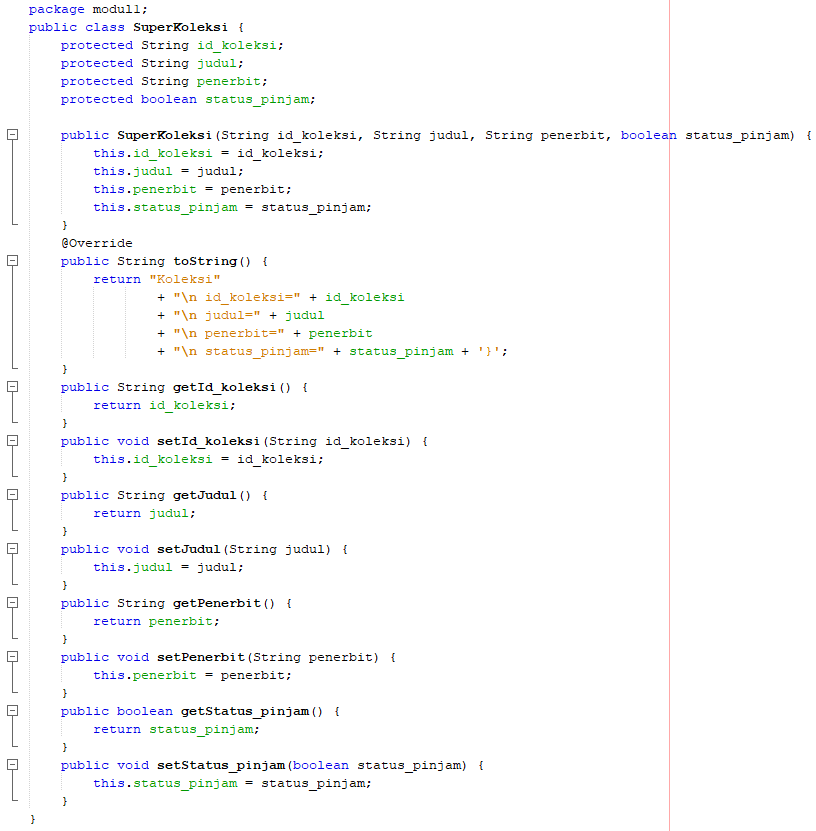 package modul1;
public class SuperKoleksi {
    protected String id_koleksi;
    protected String judul;
    protected String penerbit;
    protected boolean status_pinjam;

    public SuperKoleksi(String id_koleksi, String judul, String penerbit, boolean status_pinjam) {
        this.id_koleksi = id_koleksi;
        this.judul = judul;
        this.penerbit = penerbit;
        this.status_pinjam = status_pinjam;
    }
    @Override
    public String toString() {
        return "Koleksi"
                + "\n id_koleksi=" + id_koleksi
                + "\n judul=" + judul
                + "\n penerbit=" + penerbit
                + "\n status_pinjam=" + status_pinjam + '}';
    }
    public String getId_koleksi() {
        return id_koleksi;
    }
    public void setId_koleksi(String id_koleksi) {
        this.id_koleksi = id_koleksi;
    }
    public String getJudul() {
        return judul;
    }
    public void setJudul(String judul) {
        this.judul = judul;
    }
    public String getPenerbit() {
        return penerbit;
    }
    public void setPenerbit(String penerbit) {
        this.penerbit = penerbit;
    }
    public boolean getStatus_pinjam() {
        return status_pinjam;
    }
    public void setStatus_pinjam(boolean status_pinjam) {
        this.status_pinjam = status_pinjam;
    }
}